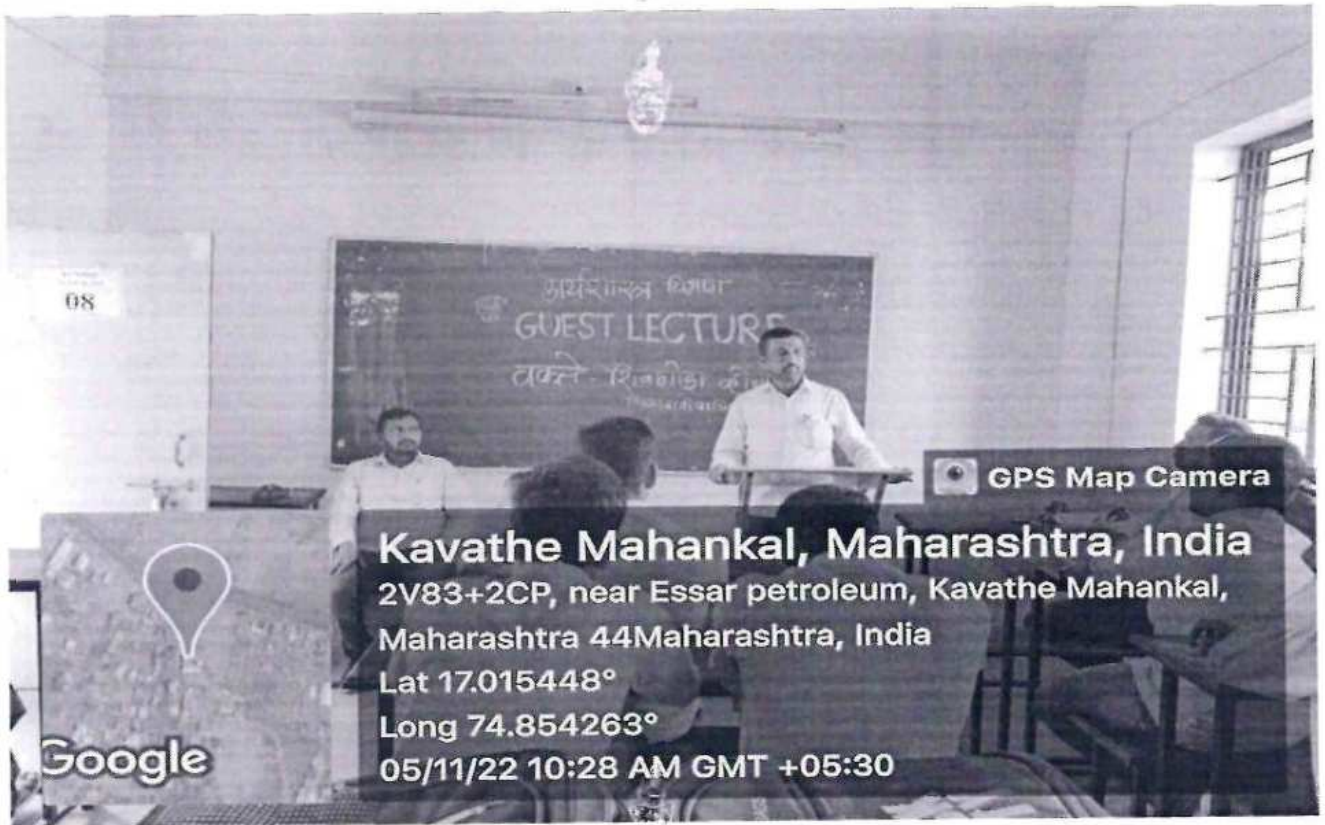 08
अर्थशास्त्र विभाग
GUEST LECTURE
वक्ते -
GPS Map Camera
Kavathe Mahankal, Maharashtra, India
2V83+2CP, near Essar petroleum, Kavathe Mahankal,
Maharashtra 44Maharashtra, India
Lat 17.015448°
Long 74.854263°
05/11/22 10:28 AM GMT +05:30
Google